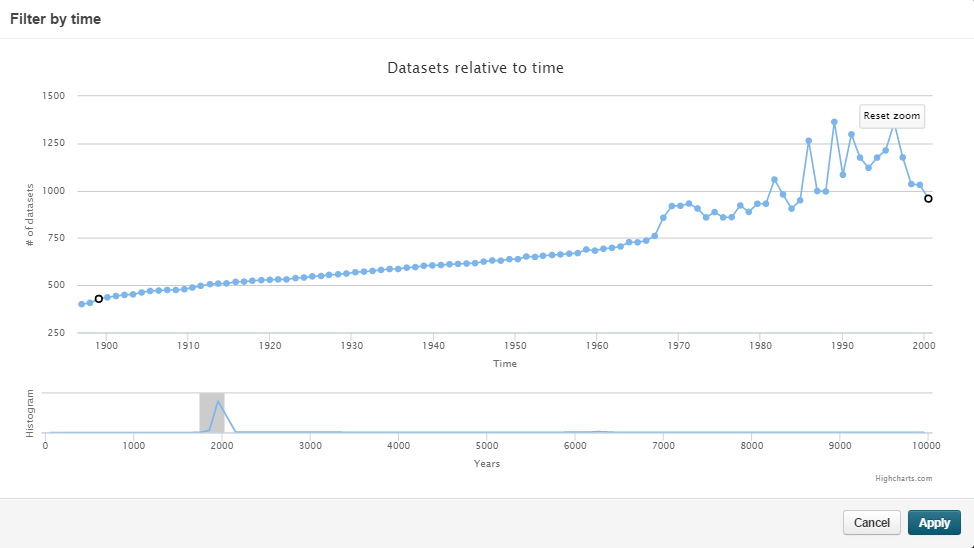 Filter by time
Datasets relative to time
1500
1250
1000
750
500
250
# of datasets
Reset zoom
1900 1910 1920 1930 1940 1950 1960 1970 1980 1990 2000
Time
Histogram
0 1000 2000 3000 4000 5000 6000 7000 8000 9000 10000
Years
Highcharts.com
Cancel Apply